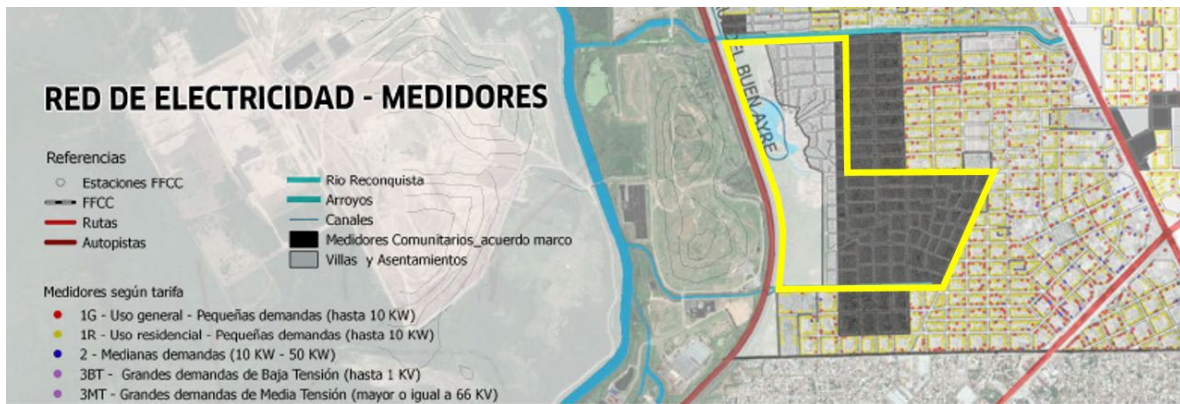 RED DE ELECTRICIDAD - MEDIDORES
Referencias
Estaciones FFCC
FFCC
Rutas
Autopistas
Rio Reconquista
Arroyos
Canales
Medidores Comunitarios_acuerdo marco
Villas y Asentamientos
Medidores según tarifa
1G - Uso general - Pequeñas demandas (hasta 10 KW)
1R - Uso residencial - Pequeñas demandas (hasta 10 KW)
2 - Medianas demandas (10 KW - 50 KW)
3BT - Grandes demandas de Baja Tensión (hasta 1 KV)
3MT - Grandes demandas de Media Tensión (mayor o igual a 66 KV)
EL BUEN AYRE